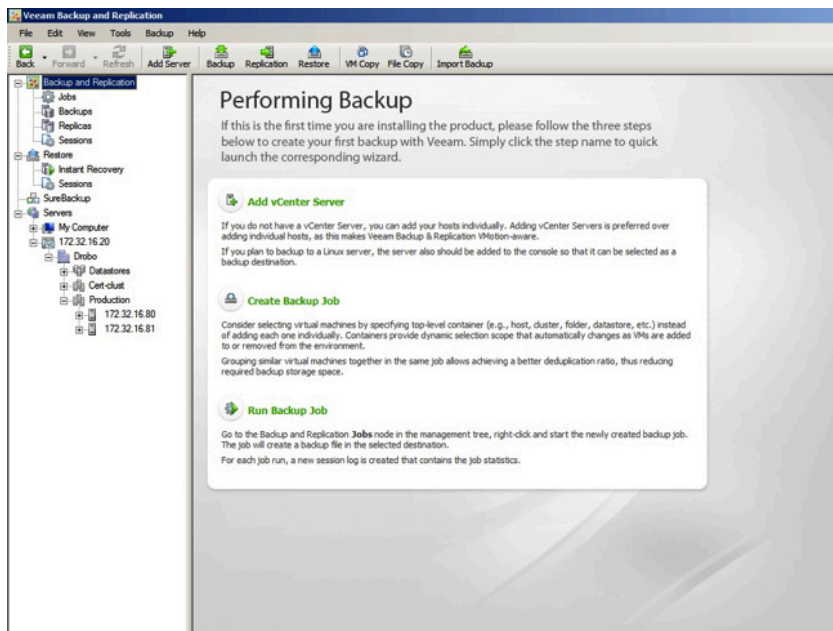 Veeam Backup and Replication
File Edit View Tools Backup Help
Back Forward Refresh Add Server Backup Replication Restore VM Copy File Copy Import Backup
Backup and Replication
Jobs
Backups
Replicas
Sessions
Restore
Instant Recovery
Sessions
SureBackup
Servers
My Computer
172.32.16.20
Drobo
Datastores
Cert-clust
Production
172.32.16.80
172.32.16.81
Performing Backup
If this is the first time you are installing the product, please follow the three steps
below to create your first backup with Veeam. Simply click the step name to quick
launch the corresponding wizard.
Add vCenter Server
If you do not have a vCenter Server, you can add your hosts individually. Adding vCenter Servers is preferred over
adding individual hosts, as this makes Veeam Backup & Replication VMotion-aware.
If you plan to backup to a Linux server, the server also should be added to the console so that it can be selected as a
backup destination.
Create Backup Job
Consider selecting virtual machines by specifying top-level container (e.g., host, cluster, folder, datastore, etc.) instead
of adding each one individually. Containers provide dynamic selection scope that automatically changes as VMs are added
to or removed from the environment.
Grouping similar virtual machines together in the same job allows achieving a better deduplication ratio, thus reducing
required backup storage space.
Run Backup Job
Go to the Backup and Replication Jobs node in the management tree, right-click and start the newly created backup job.
The job will create a backup file in the selected destination.
For each job run, a new session log is created that contains the job statistics.